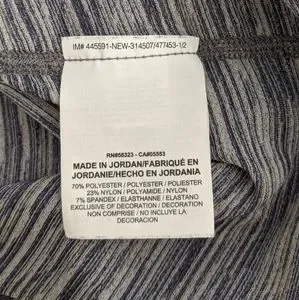 IM# 445591-NEW-314507/477453-1/2
RN#56323 - CA#05553
MADE IN JORDAN/FABRIQUÉ EN
JORDANIE/HECHO EN JORDANIA
70% POLYESTER / POLYESTER / POLIÉSTER
23% NYLON / POLYAMIDE / NYLON
7% SPANDEX / ELASTHANNE / ELASTANO
EXCLUSIVE OF DECORATION / DECORATION
NON COMPRISE / NO INCLUYE LA
DECORACION